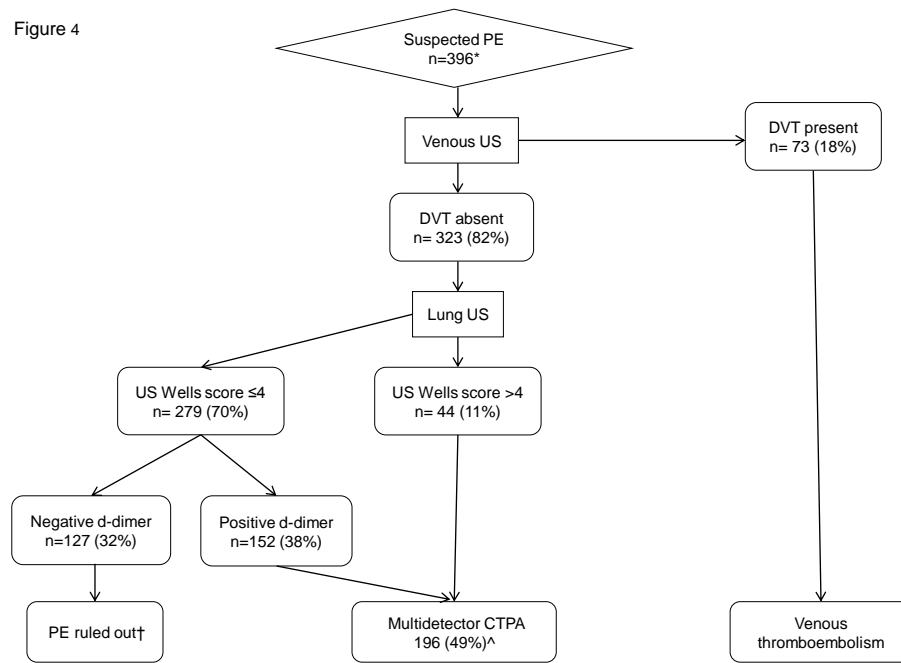 Figure 4
Suspected PE
n=396*
Venous US
DVT present
n= 73 (18%)
DVT absent
n= 323 (82%)
Lung US
US Wells score ≤4
n= 279 (70%)
US Wells score >4
n= 44 (11%)
Negative d-dimer
n=127 (32%)
Positive d-dimer
n=152 (38%)
PE ruled out†
Multidetector CTPA
196 (49%)^
Venous
thromboembolism